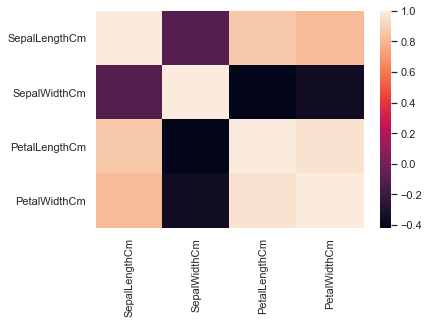 SepalLengthCm
SepalWidthCm
PetalLengthCm
PetalWidthCm
SepalLengthCm
SepalWidthCm
PetalLengthCm
PetalWidthCm
1.0
0.8
0.6
0.4
0.2
0.0
-0.2
-0.4